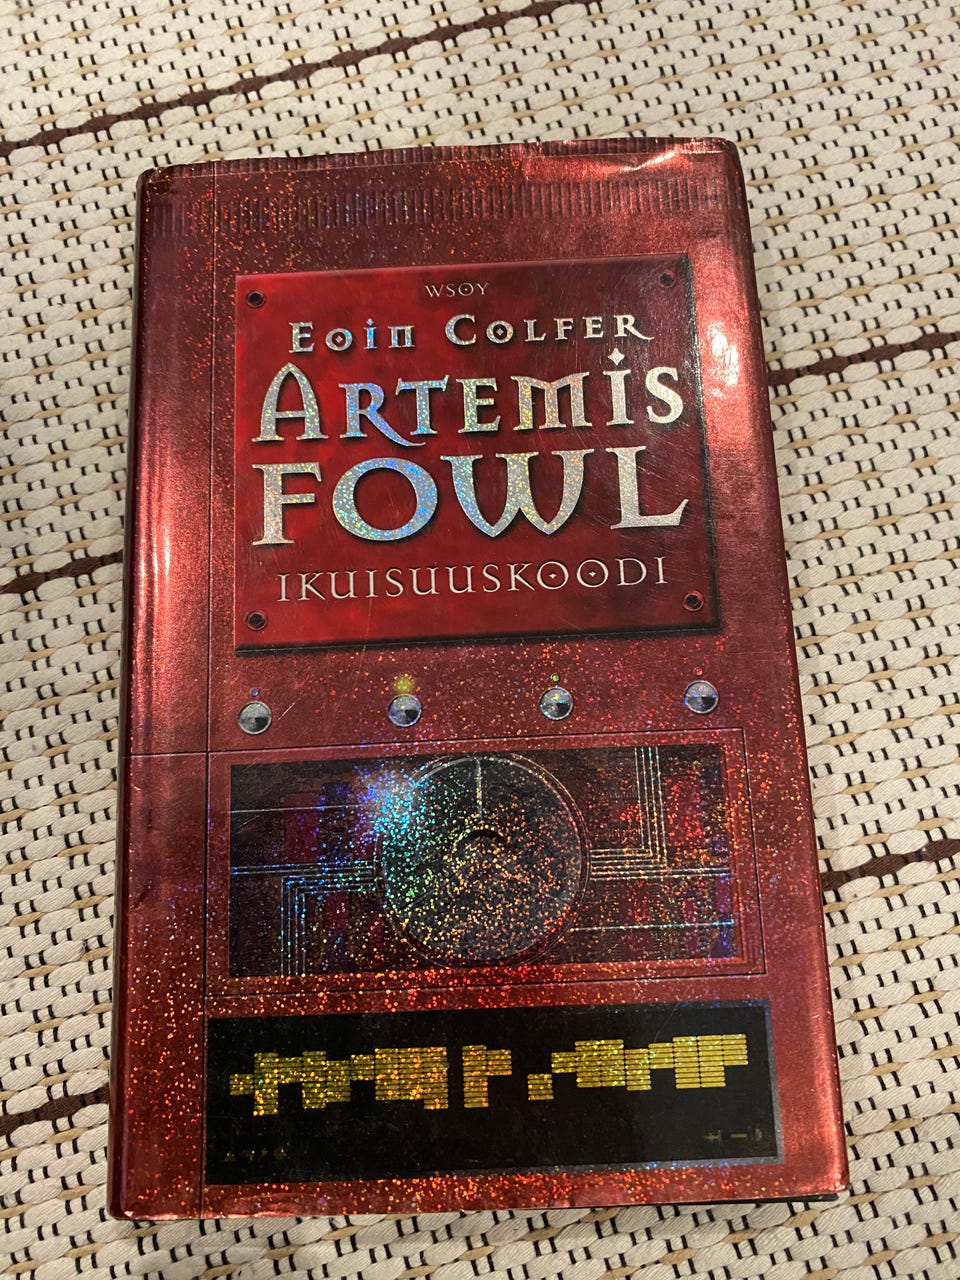 WSOY
EOIN COLFER
ARTEMIS
FOWL
IKUISUUSKOODI